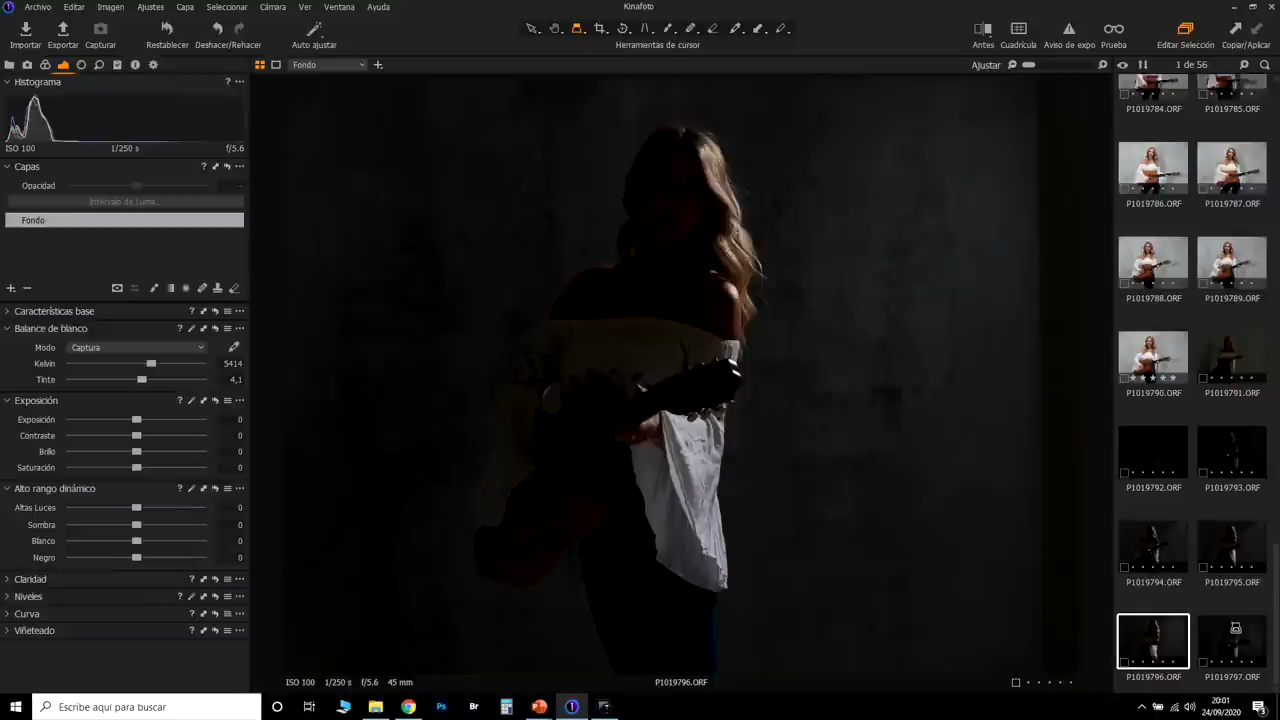 Archivo Editar Imagen Ajustes Capa Seleccionar Cámara Ver Ventana Ayuda
Kinafoto
Importar Exportar Capturar
Restablecer Deshacer/Rehacer Auto ajustar
Herramientas de cursor
Antes Cuadrícula Aviso de expo Prueba Editar Selección Copiar/Aplicar
Histograma
ISO 100 1/250 s f/5.6
Capas
Opacidad
Intervalo de Luma_
Fondo
Características base
Balance de blanco
Modo Captura
Kelvin 5414
Tinte 4,1
Exposición
Exposición 0
Contraste 0
Brillo 0
Saturación 0
Alto rango dinámico
Altas Luces 0
Sombra 0
Blanco 0
Negro 0
Claridad
Niveles
Curva
Viñeteado
Fondo
Ajustar
1 de 56
ISO 100 1/250 s f/5.6 45 mm
P1019796.ORF
P1019784.ORF P1019785.ORF
P1019786.ORF P1019787.ORF
P1019788.ORF P1019789.ORF
P1019790.ORF P1019791.ORF
P1019792.ORF P1019793.ORF
P1019794.ORF P1019795.ORF
P1019796.ORF P1019797.ORF
Escribe aquí para buscar
Ps
Br
20:01
24/09/2020